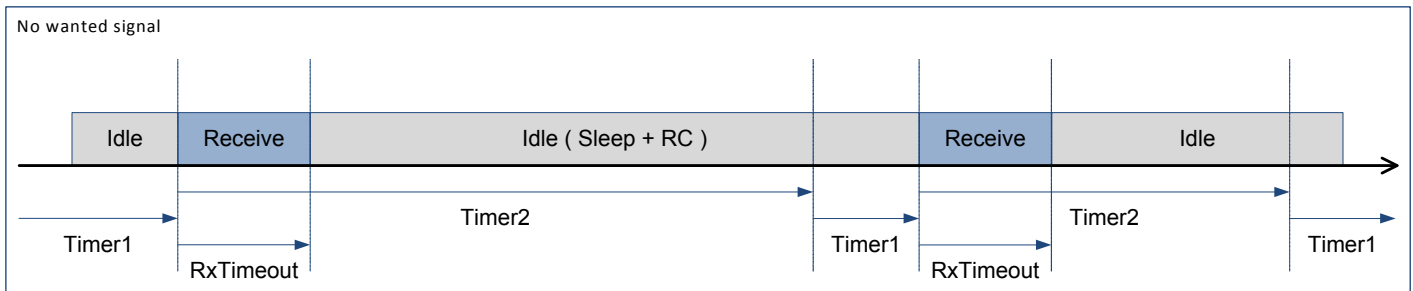 No wanted signal
Idle
Receive
Idle ( Sleep + RC )
Receive
Idle
Timer2
Timer2
Timer1
Timer1
Timer1
RxTimeout
RxTimeout